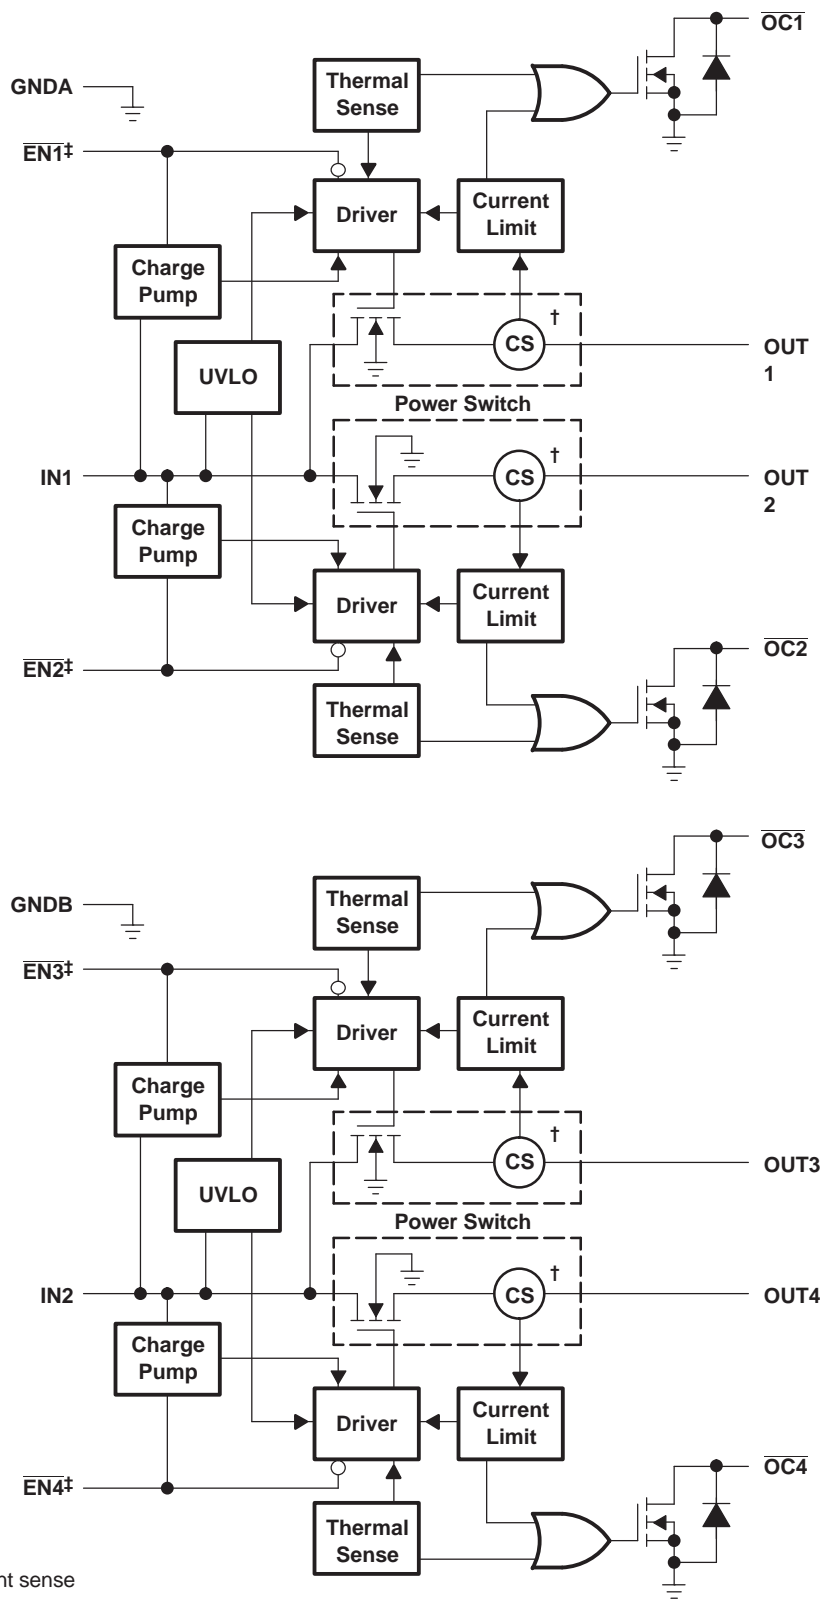 OC1
Thermal
Sense
GNDA
EN1‡
Driver
Current
Limit
Charge
Pump
†
CS
OUT
1
UVLO
Power Switch
IN1
†
CS
OUT
2
Charge
Pump
Driver
Current
Limit
EN2‡
OC2
Thermal
Sense
OC3
Thermal
Sense
GNDB
EN3‡
Driver
Current
Limit
Charge
Pump
†
CS
OUT3
UVLO
Power Switch
IN2
†
CS
OUT4
Charge
Pump
Driver
Current
Limit
EN4‡
OC4
Thermal
Sense
nt sense